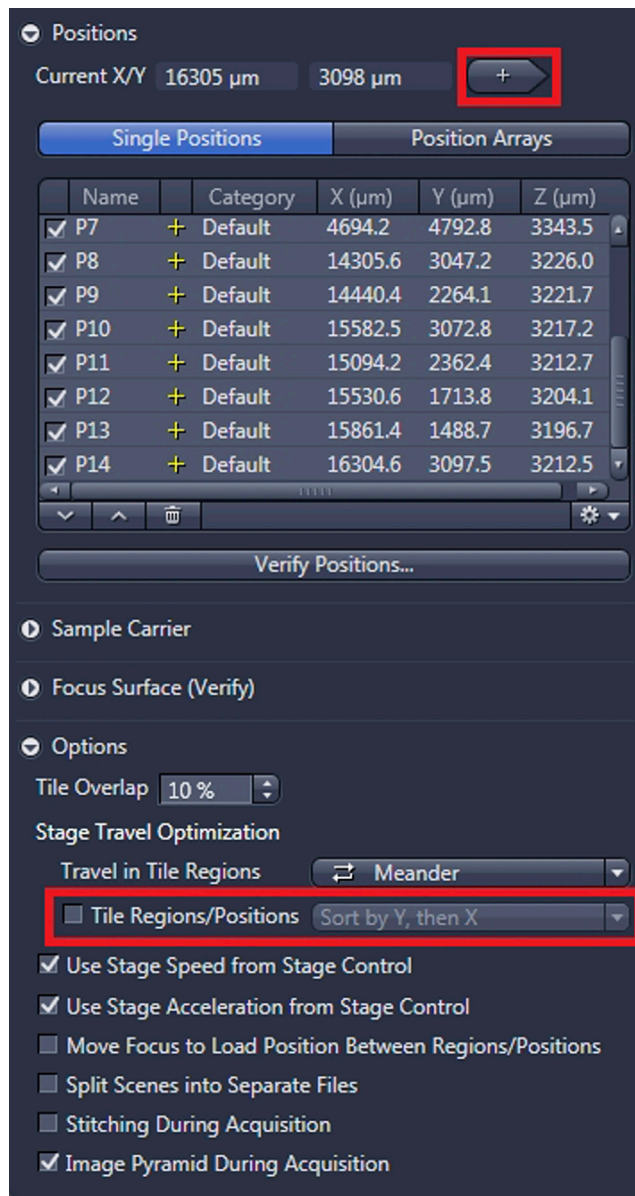 Positions
Current X/Y 16305 µm 3098 µm +
Single Positions Position Arrays
Name Category X (µm) Y (µm) Z (µm)
P7 + Default 4694.2 4792.8 3343.5
P8 + Default 14305.6 3047.2 3226.0
P9 + Default 14440.4 2264.1 3221.7
P10 + Default 15582.5 3072.8 3217.2
P11 + Default 15094.2 2362.4 3212.7
P12 + Default 15530.6 1713.8 3204.1
P13 + Default 15861.4 1488.7 3196.7
P14 + Default 16304.6 3097.5 3212.5
Verify Positions...
Sample Carrier
Focus Surface (Verify)
Options
Tile Overlap 10 %
Stage Travel Optimization
Travel in Tile Regions Meander
Tile Regions/Positions Sort by Y, then X
Use Stage Speed from Stage Control
Use Stage Acceleration from Stage Control
Move Focus to Load Position Between Regions/Positions
Split Scenes into Separate Files
Stitching During Acquisition
Image Pyramid During Acquisition